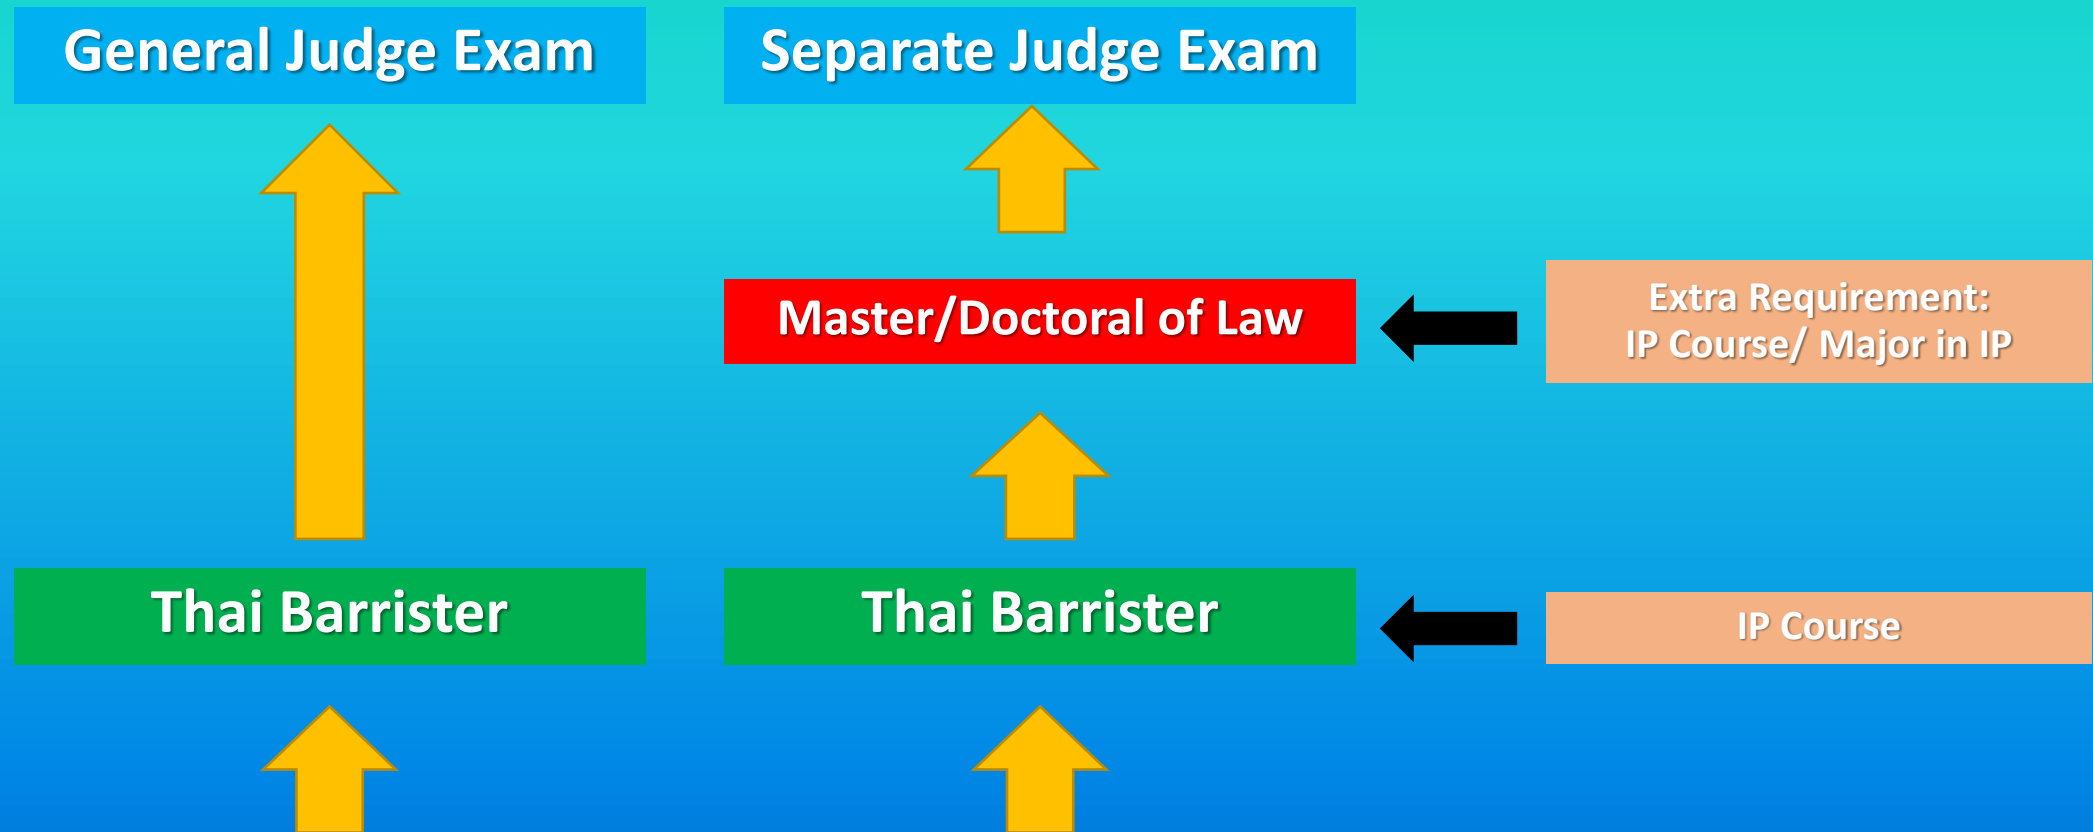 General Judge Exam
Separate Judge Exam
Master/Doctoral of Law
Extra Requirement:
IP Course/ Major in IP
Thai Barrister
Thai Barrister
IP Course